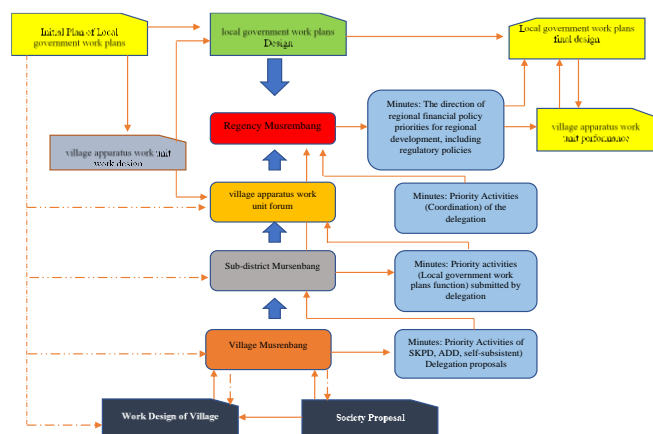 Initial Plan of Local
government work plans
local government work plans
Design
Local government work plans
final design
Regency Musrembang
Minutes: The direction of
regional financial policy
priorities for regional
development, including
regulatory policies
village apparatus work unit
work design
village apparatus work
unit performance
village apparatus work
unit forum
Minutes: Priority Activities
(Coordination) of the
delegation
Sub-district Mursenbang
Minutes: Priority activities
(Local government work
plans function) submitted by
delegation
Village Musrenbang
Minutes: Priority Activities of
SKPD, ADD, self-subsistent)
Delegation proposals
Work Design of Village
Society Proposal